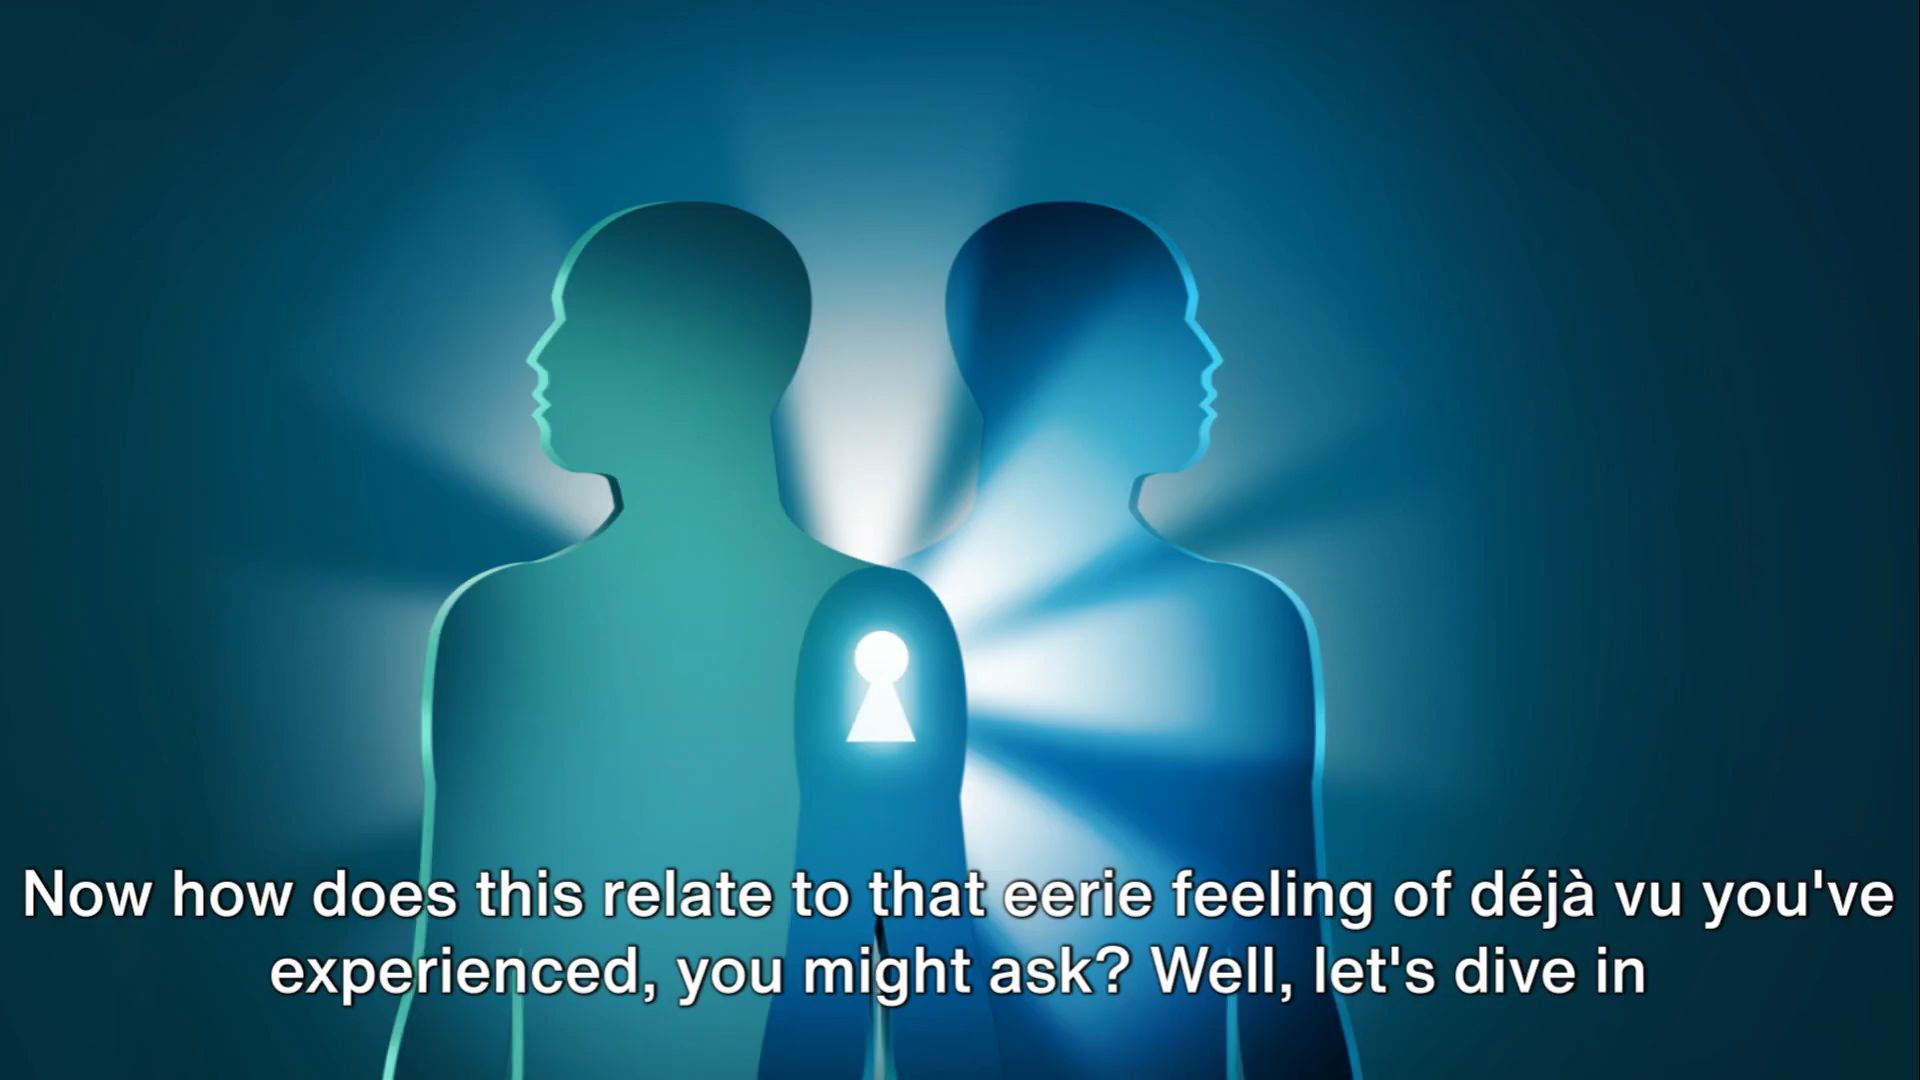 Now how does this relate to that eerie feeling of déjà vu you've
experienced, you might ask? Well, let's dive in